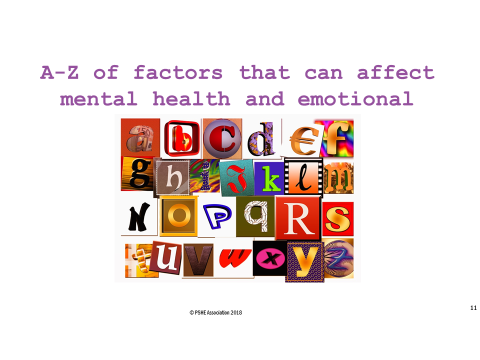 A-Z of factors that can affect
mental health and emotional
a b c d € f
g h i J k l m
N O P q R s
t u v w x y z
© PSHE Association 2018
11